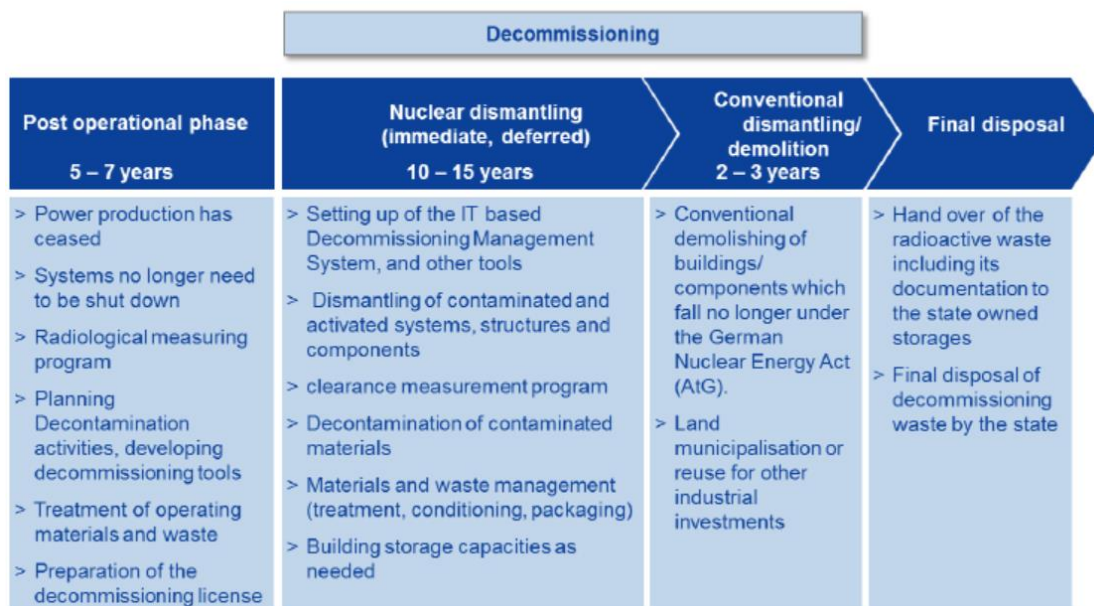 Decommissioning
Post operational phase
5 – 7 years
Nuclear dismantling
(immediate, deferred)
10 – 15 years
Conventional
dismantling/
demolition
2 – 3 years
Final disposal
> Power production has
ceased
> Systems no longer need
to be shut down
> Radiological measuring
program
> Planning
Decontamination
activities, developing
decommissioning tools
> Treatment of operating
materials and waste
> Preparation of the
decommissioning license
> Setting up of the IT based
Decommissioning Management
System, and other tools
> Dismantling of contaminated and
activated systems, structures and
components
> clearance measurement program
> Decontamination of contaminated
materials
> Materials and waste management
(treatment, conditioning, packaging)
> Building storage capacities as
needed
> Conventional
demolishing of
buildings/
components which
fall no longer under
the German
Nuclear Energy Act
(AtG).
> Land
municipalisation or
reuse for other
industrial
investments
> Hand over of the
radioactive waste
including its
documentation to
the state owned
storages
> Final disposal of
decommissioning
waste by the state